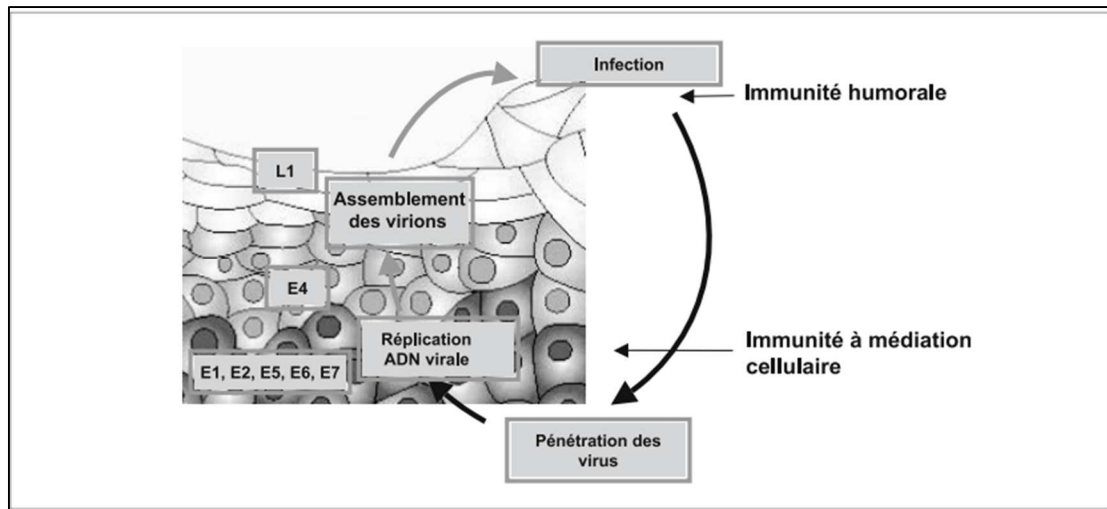 Infection
Immunité humorale
L1
Assemblement
des virions
E4
Réplication
ADN virale
Immunité à médiation
cellulaire
E1, E2, E5, E6, E7
Pénétration des
virus